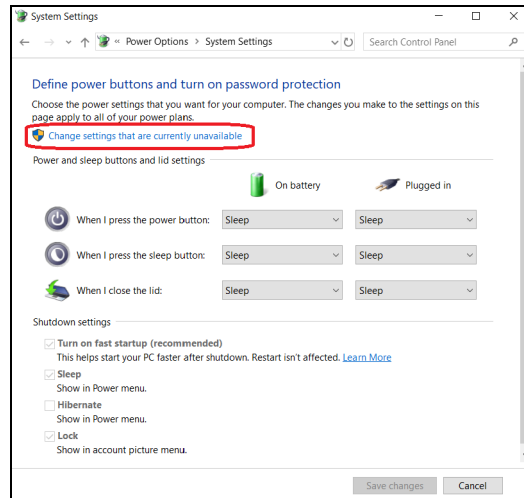 System Settings
« Power Options > System Settings
Search Control Panel
Define power buttons and turn on password protection
Choose the power settings that you want for your computer. The changes you make to the settings on this
page apply to all of your power plans.
Change settings that are currently unavailable
Power and sleep buttons and lid settings
On battery Plugged in
When I press the power button: Sleep Sleep
When I press the sleep button: Sleep Sleep
When I close the lid: Sleep Sleep
Shutdown settings
Turn on fast startup (recommended)
This helps start your PC faster after shutdown. Restart isn't affected. Learn More
Sleep
Show in Power menu.
Hibernate
Show in Power menu.
Lock
Show in account picture menu.
Save changes Cancel